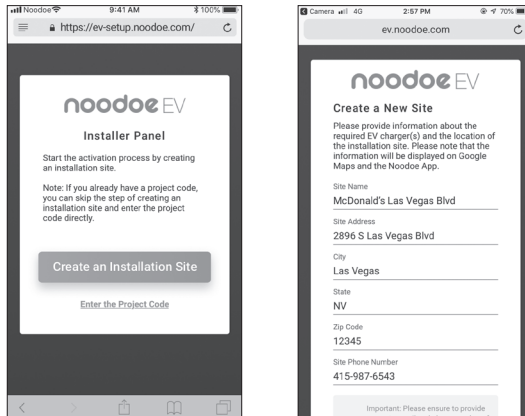 Noodoe
9:41 AM
100%
https://ev-setup.noodoe.com/
noodoe EV
Installer Panel
Start the activation process by creating
an installation site.
Note: If you already have a project code,
you can skip the step of creating an
installation site and enter the project
code directly.
Create an Installation Site
Enter the Project Code
Camera
4G
2:57 PM
70%
ev.noodoe.com
noodoe EV
Create a New Site
Please provide information about the
required EV charger(s) and the location of
the installation site. Please note that the
information will be displayed on Google
Maps and the Noodoe App.
Site Name
McDonald's Las Vegas Blvd
Site Address
2896 S Las Vegas Blvd
City
Las Vegas
State
NV
Zip Code
12345
Site Phone Number
415-987-6543
Important: Please ensure to provide